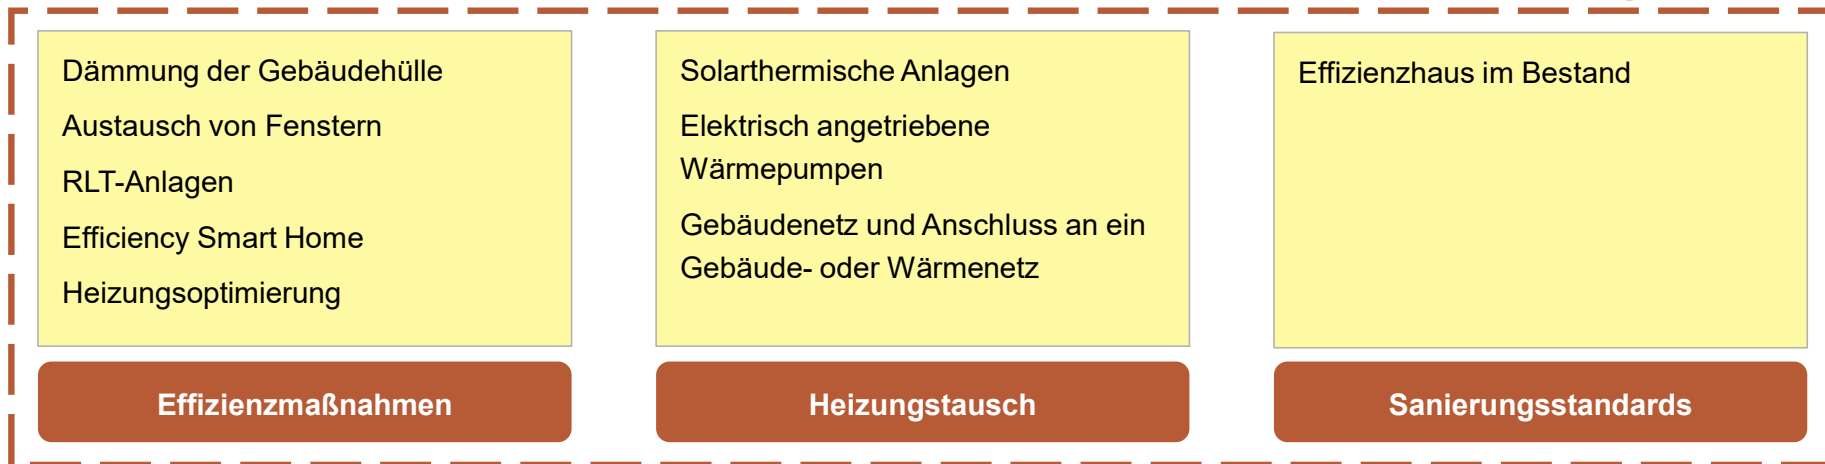 Dämmung der Gebäudehülle
Austausch von Fenstern
RLT-Anlagen
Efficiency Smart Home
Heizungsoptimierung
Effizienzmaßnahmen
Solarthermische Anlagen
Elektrisch angetriebene
Wärmepumpen
Gebäudenetz und Anschluss an ein
Gebäude- oder Wärmenetz
Heizungstausch
Effizienzhaus im Bestand
Sanierungsstandards